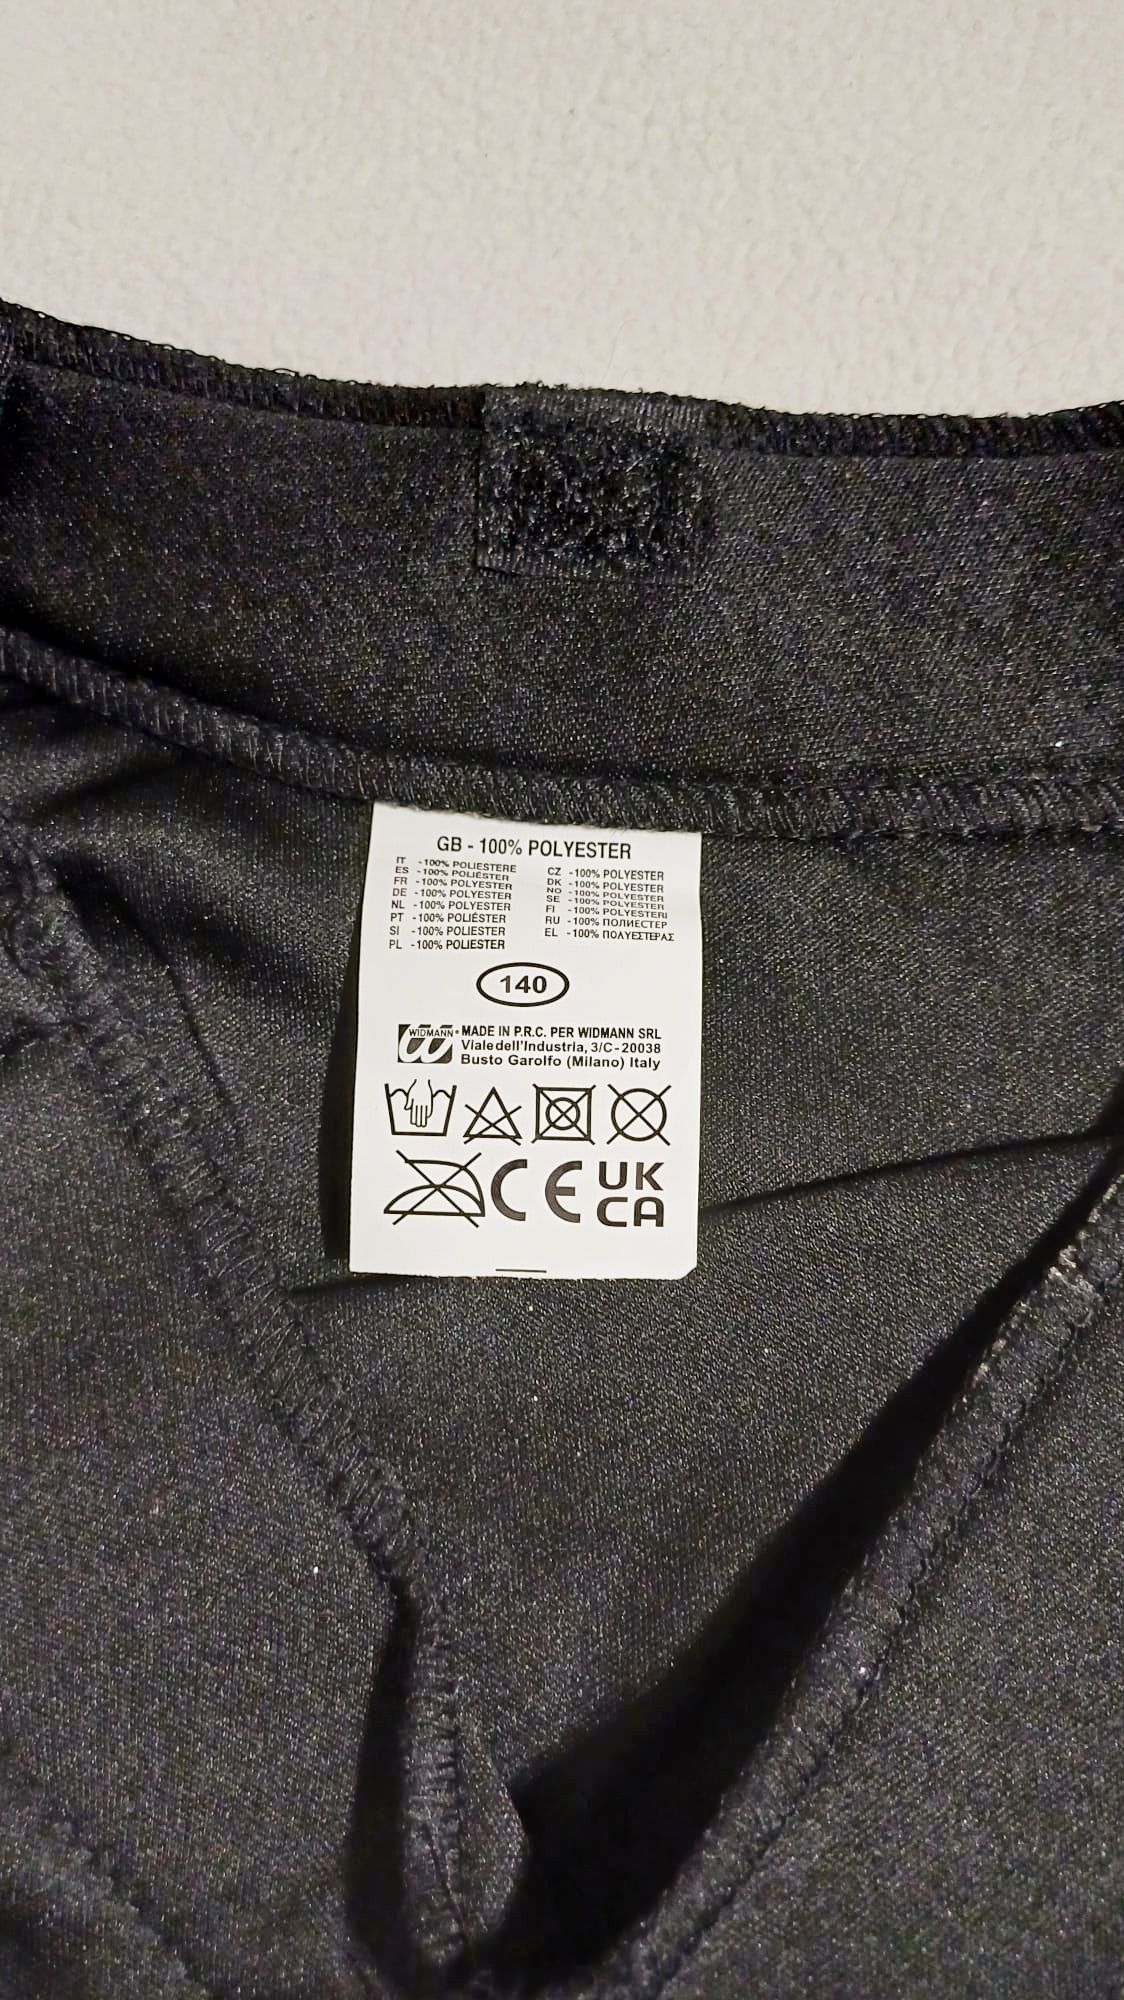 GB - 100% POLYESTER
IT -100% POLIESTERE
ES -100% POLIÉSTER
FR -100% POLYESTER
DE -100% POLYESTER
NL -100% POLYESTER
PT -100% POLIÉSTER
SI -100% POLIESTER
PL -100% POLIESTER
CZ -100% POLYESTER
DK -100% POLYESTER
NO -100% POLYESTER
SE -100% POLYESTER
FI -100% POLYESTERI
RU -100% ПОЛИЕСТЕР
EL -100% ΠΟΛΥΕΣΤΕΡΑΣ
140
WIDMANN®
MADE IN P.R.C. PER WIDMANN SRL
Viale dell'Industria, 3/C - 20038
Busto Garolfo (Milano) Italy
CE
UK
CA